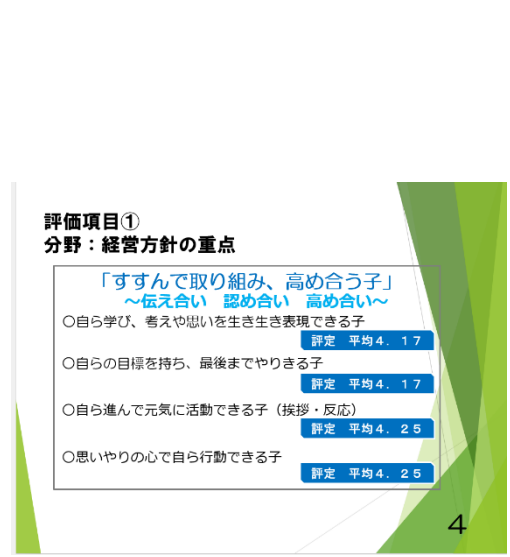 評価項目①
分野：経営方針の重点
「すすんで取り組み、高め合う子」
～伝え合い　認め合い　高め合い～
○自ら学び、考えや思いを生き生き表現できる子
評定　平均４．１７
○自らの目標を持ち、最後までやりきる子
評定　平均４．１７
○自ら進んで元気に活動できる子（挨拶・反応）
評定　平均４．２５
○思いやりの心で自ら行動できる子
評定　平均４．２５
4